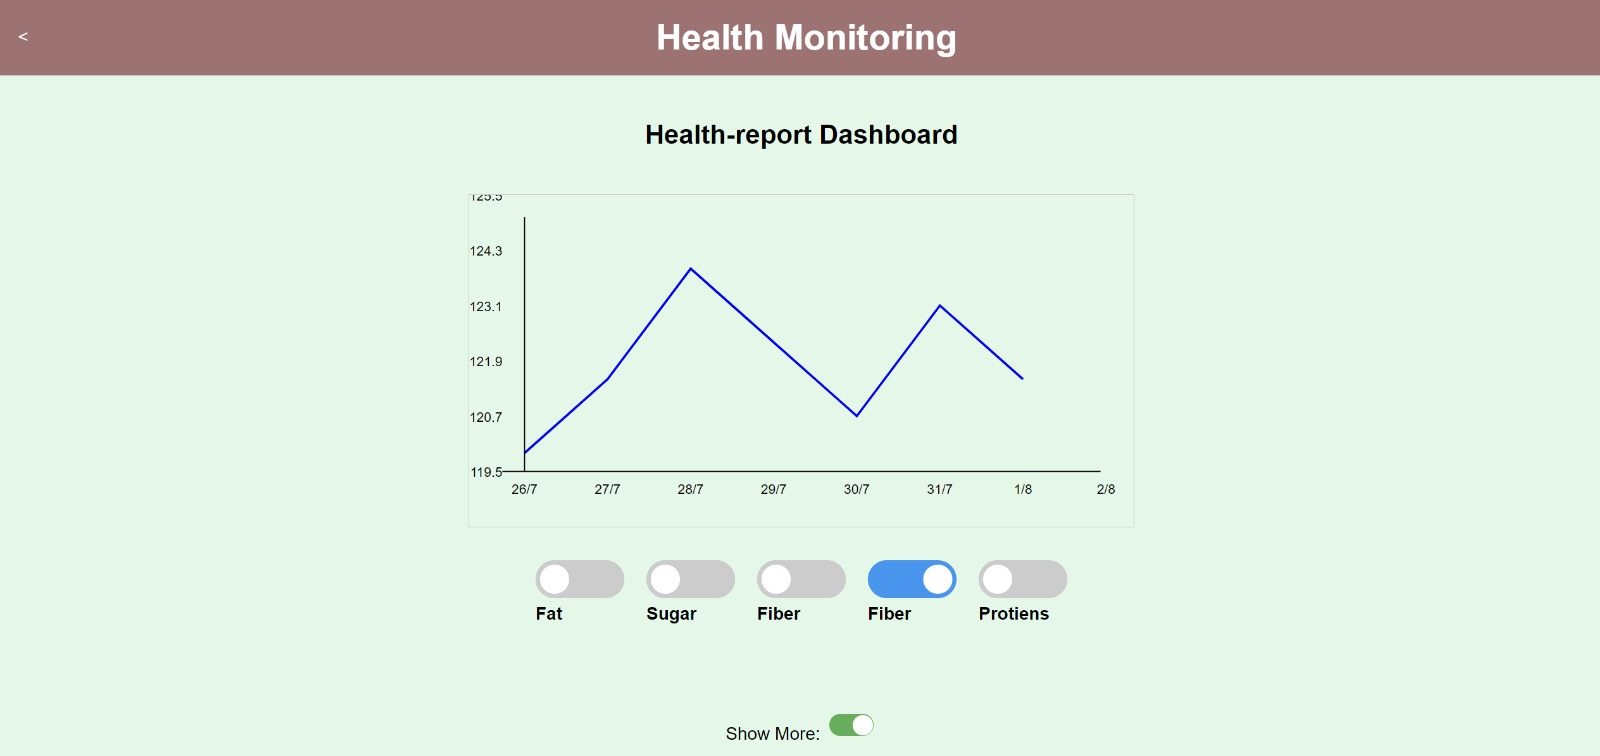 <
Health Monitoring
Health-report Dashboard
125.5
124.3
123.1
121.9
120.7
119.5
26/7 27/7 28/7 29/7 30/7 31/7 1/8 2/8
Fat Sugar Fiber Fiber Protiens
Show More: